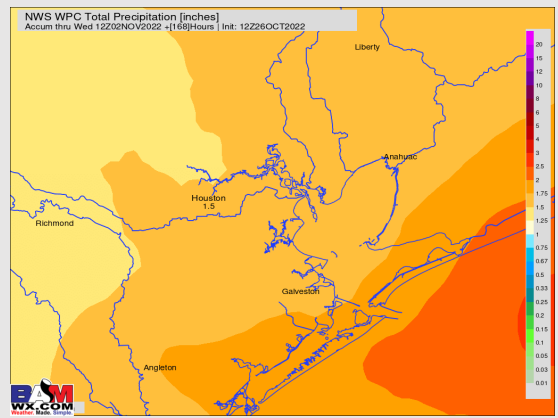 NWS WPC Total Precipitation [inches]
Accum thru Wed 12Z02NOV2022 +[168]Hours | Init: 12Z26OCT2022
Liberty
Anahuac
Houston
1.5
Richmond
Galveston
Angleton
20
15
12
10
8
6
5
4
3
2.5
2
1.75
1.5
1.25
1
0.75
0.67
0.5
0.33
0.25
0.2
0.15
0.1
0.05
0.03
0.01
BAM
WX.COM
Weather. Made. Simple.